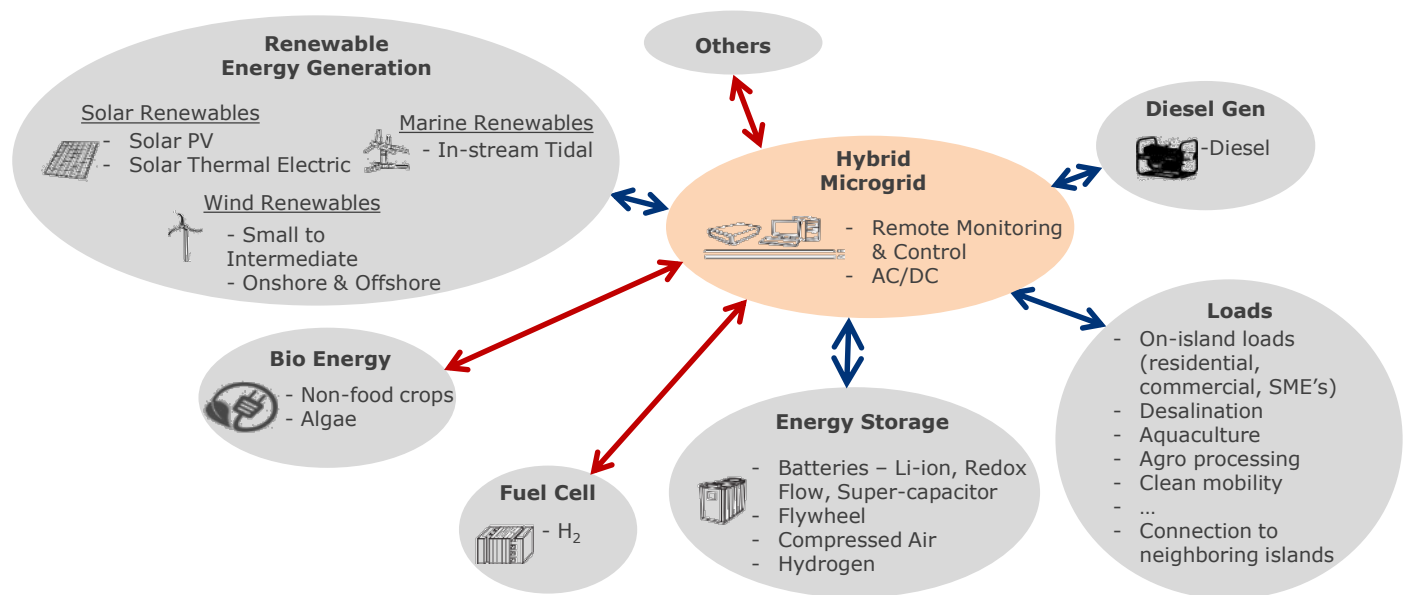 Renewable
Energy Generation
Solar Renewables
- Solar PV
- Solar Thermal Electric
Marine Renewables
- In-stream Tidal
Wind Renewables
- Small to
Intermediate
- Onshore & Offshore
Others
Hybrid
Microgrid
- Remote Monitoring
& Control
- AC/DC
Diesel Gen
-Diesel
Bio Energy
- Non-food crops
- Algae
Fuel Cell
- H₂
Energy Storage
- Batteries – Li-ion, Redox
Flow, Super-capacitor
- Flywheel
- Compressed Air
- Hydrogen
Loads
- On-island loads
(residential,
commercial, SME’s)
- Desalination
- Aquaculture
- Agro processing
- Clean mobility
- …
- Connection to
neighboring islands